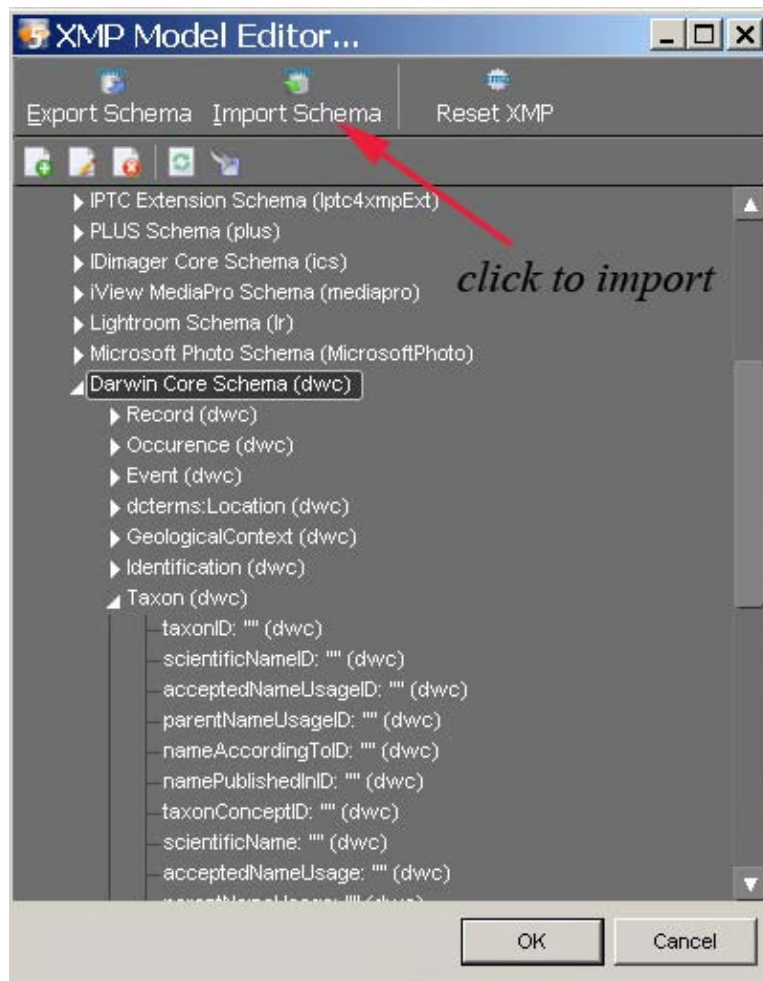 XMP Model Editor...
Export Schema Import Schema Reset XMP
IPTC Extension Schema (Iptc4xmpExt)
PLUS Schema (plus)
IDimager Core Schema (ics)
click to import
iView MediaPro Schema (mediapro)
Lightroom Schema (lr)
Microsoft Photo Schema (MicrosoftPhoto)
Darwin Core Schema (dwc)
Record (dwc)
Occurence (dwc)
Event (dwc)
dcterms:Location (dwc)
GeologicalContext (dwc)
Identification (dwc)
Taxon (dwc)
taxonID: "" (dwc)
scientificNameID: "" (dwc)
acceptedNameUsageID: "" (dwc)
parentNameUsageID: "" (dwc)
nameAccordingToID: "" (dwc)
namePublishedInID: "" (dwc)
taxonConceptID: "" (dwc)
scientificName: "" (dwc)
acceptedNameUsage: "" (dwc)
OK Cancel